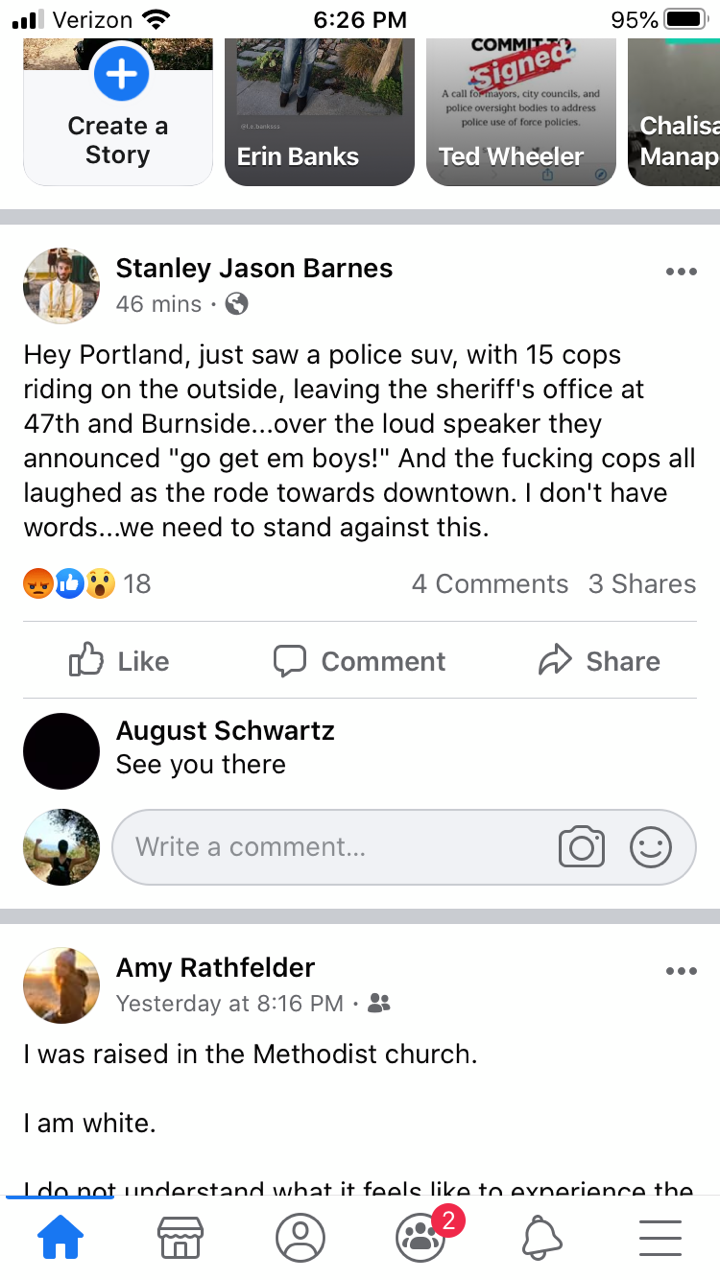 Verizon 6:26 PM 95%
COMMIT TO
Signed
A call for mayors, city councils, and
police oversight bodies to address
police use of force policies.
Create a
Story
Erin Banks
Ted Wheeler
Chalisa
Manap
Stanley Jason Barnes
46 mins ·
Hey Portland, just saw a police suv, with 15 cops
riding on the outside, leaving the sheriff's office at
47th and Burnside...over the loud speaker they
announced "go get em boys!" And the fucking cops all
laughed as the rode towards downtown. I don't have
words...we need to stand against this.
18 4 Comments 3 Shares
Like Comment Share
August Schwartz
See you there
Write a comment...
Amy Rathfelder
Yesterday at 8:16 PM ·
I was raised in the Methodist church.
I am white.
I do not understand what it feels like to experience the
2